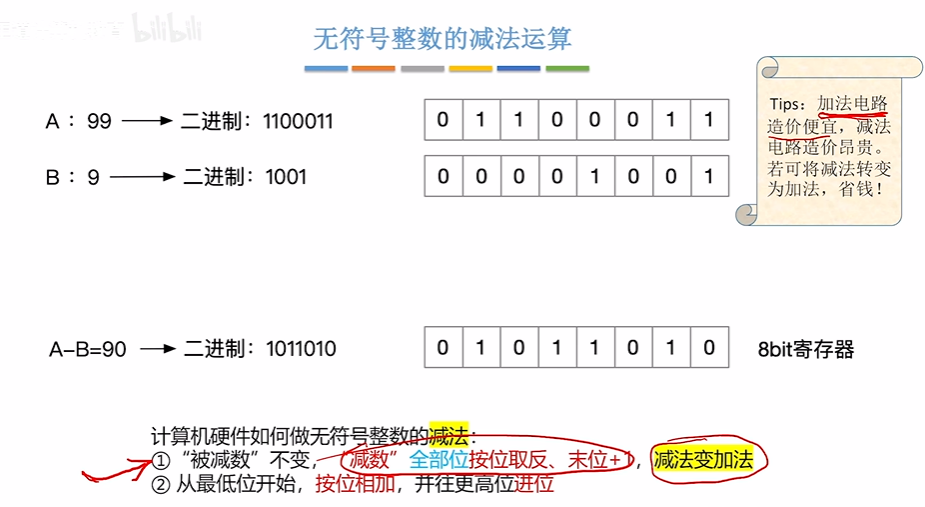 bilibili
无符号整数的减法运算
A：99 → 二进制：1100011
0 1 1 0 0 0 1 1
B：9 → 二进制：1001
0 0 0 0 1 0 0 1
Tips：加法电路
造价便宜，减法
电路造价昂贵。
若可将减法转变
为加法，省钱！
A-B=90 → 二进制：1011010
0 1 0 1 1 0 1 0
8bit寄存器
计算机硬件如何做无符号整数的减法：
①“被减数”不变，“减数”全部位按位取反、末位+1，减法变加法
② 从最低位开始，按位相加，并往更高位进位